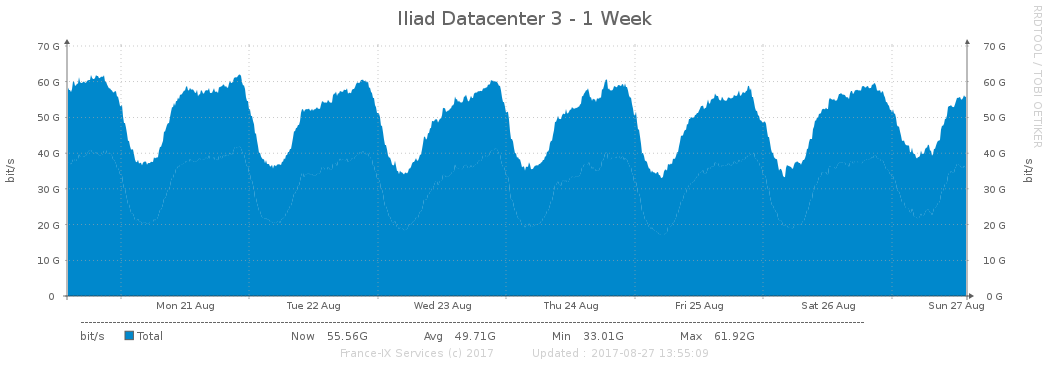 Iliad Datacenter 3 - 1 Week
RRDTOOL / TOBI OETIKER
70 G 70 G
60 G 60 G
50 G 50 G
40 G 40 G
30 G 30 G
20 G 20 G
10 G 10 G
0 0 G
bit/s bit/s
Mon 21 Aug Tue 22 Aug Wed 23 Aug Thu 24 Aug Fri 25 Aug Sat 26 Aug Sun 27 Aug
bit/s Total Now 55.56G Avg 49.71G Min 33.01G Max 61.92G
France-IX Services (c) 2017 Updated : 2017-08-27 13:55:09